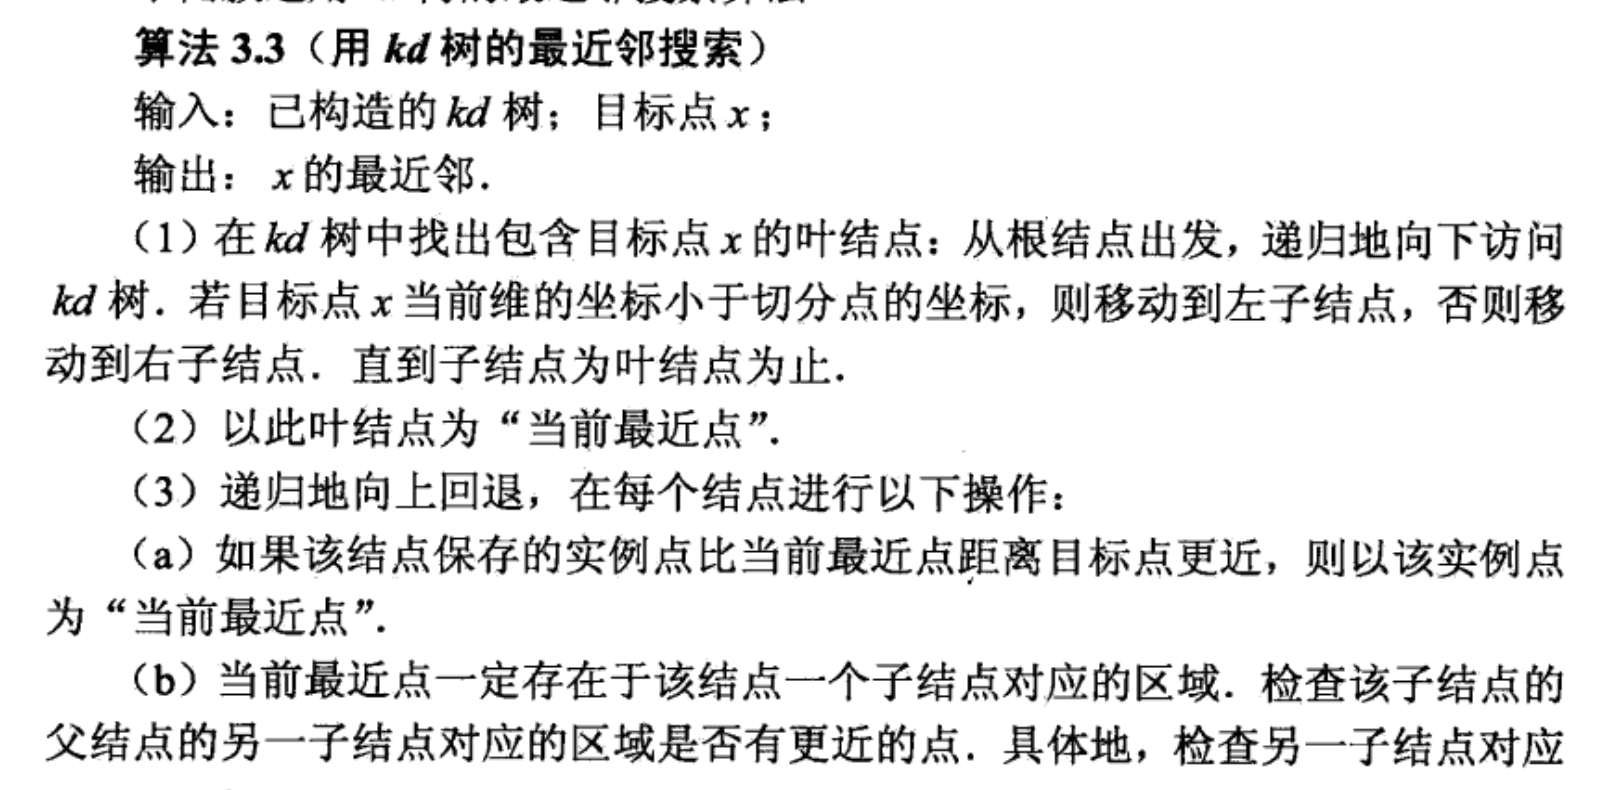 算法 3.3（用 kd 树的最近邻搜索）
输入：已构造的 kd 树；目标点 x；
输出： x 的最近邻．
（1）在 kd 树中找出包含目标点 x 的叶结点：从根结点出发，递归地向下访问
kd 树．若目标点 x 当前维的坐标小于切分点的坐标，则移动到左子结点，否则移
动到右子结点．直到子结点为叶结点为止．
（2）以此叶结点为“当前最近点”．
（3）递归地向上回退，在每个结点进行以下操作：
（a）如果该结点保存的实例点比当前最近点距离目标点更近，则以该实例点
为“当前最近点”．
（b）当前最近点一定存在于该结点一个子结点对应的区域．检查该子结点的
父结点的另一子结点对应的区域是否有更近的点．具体地，检查另一子结点对应